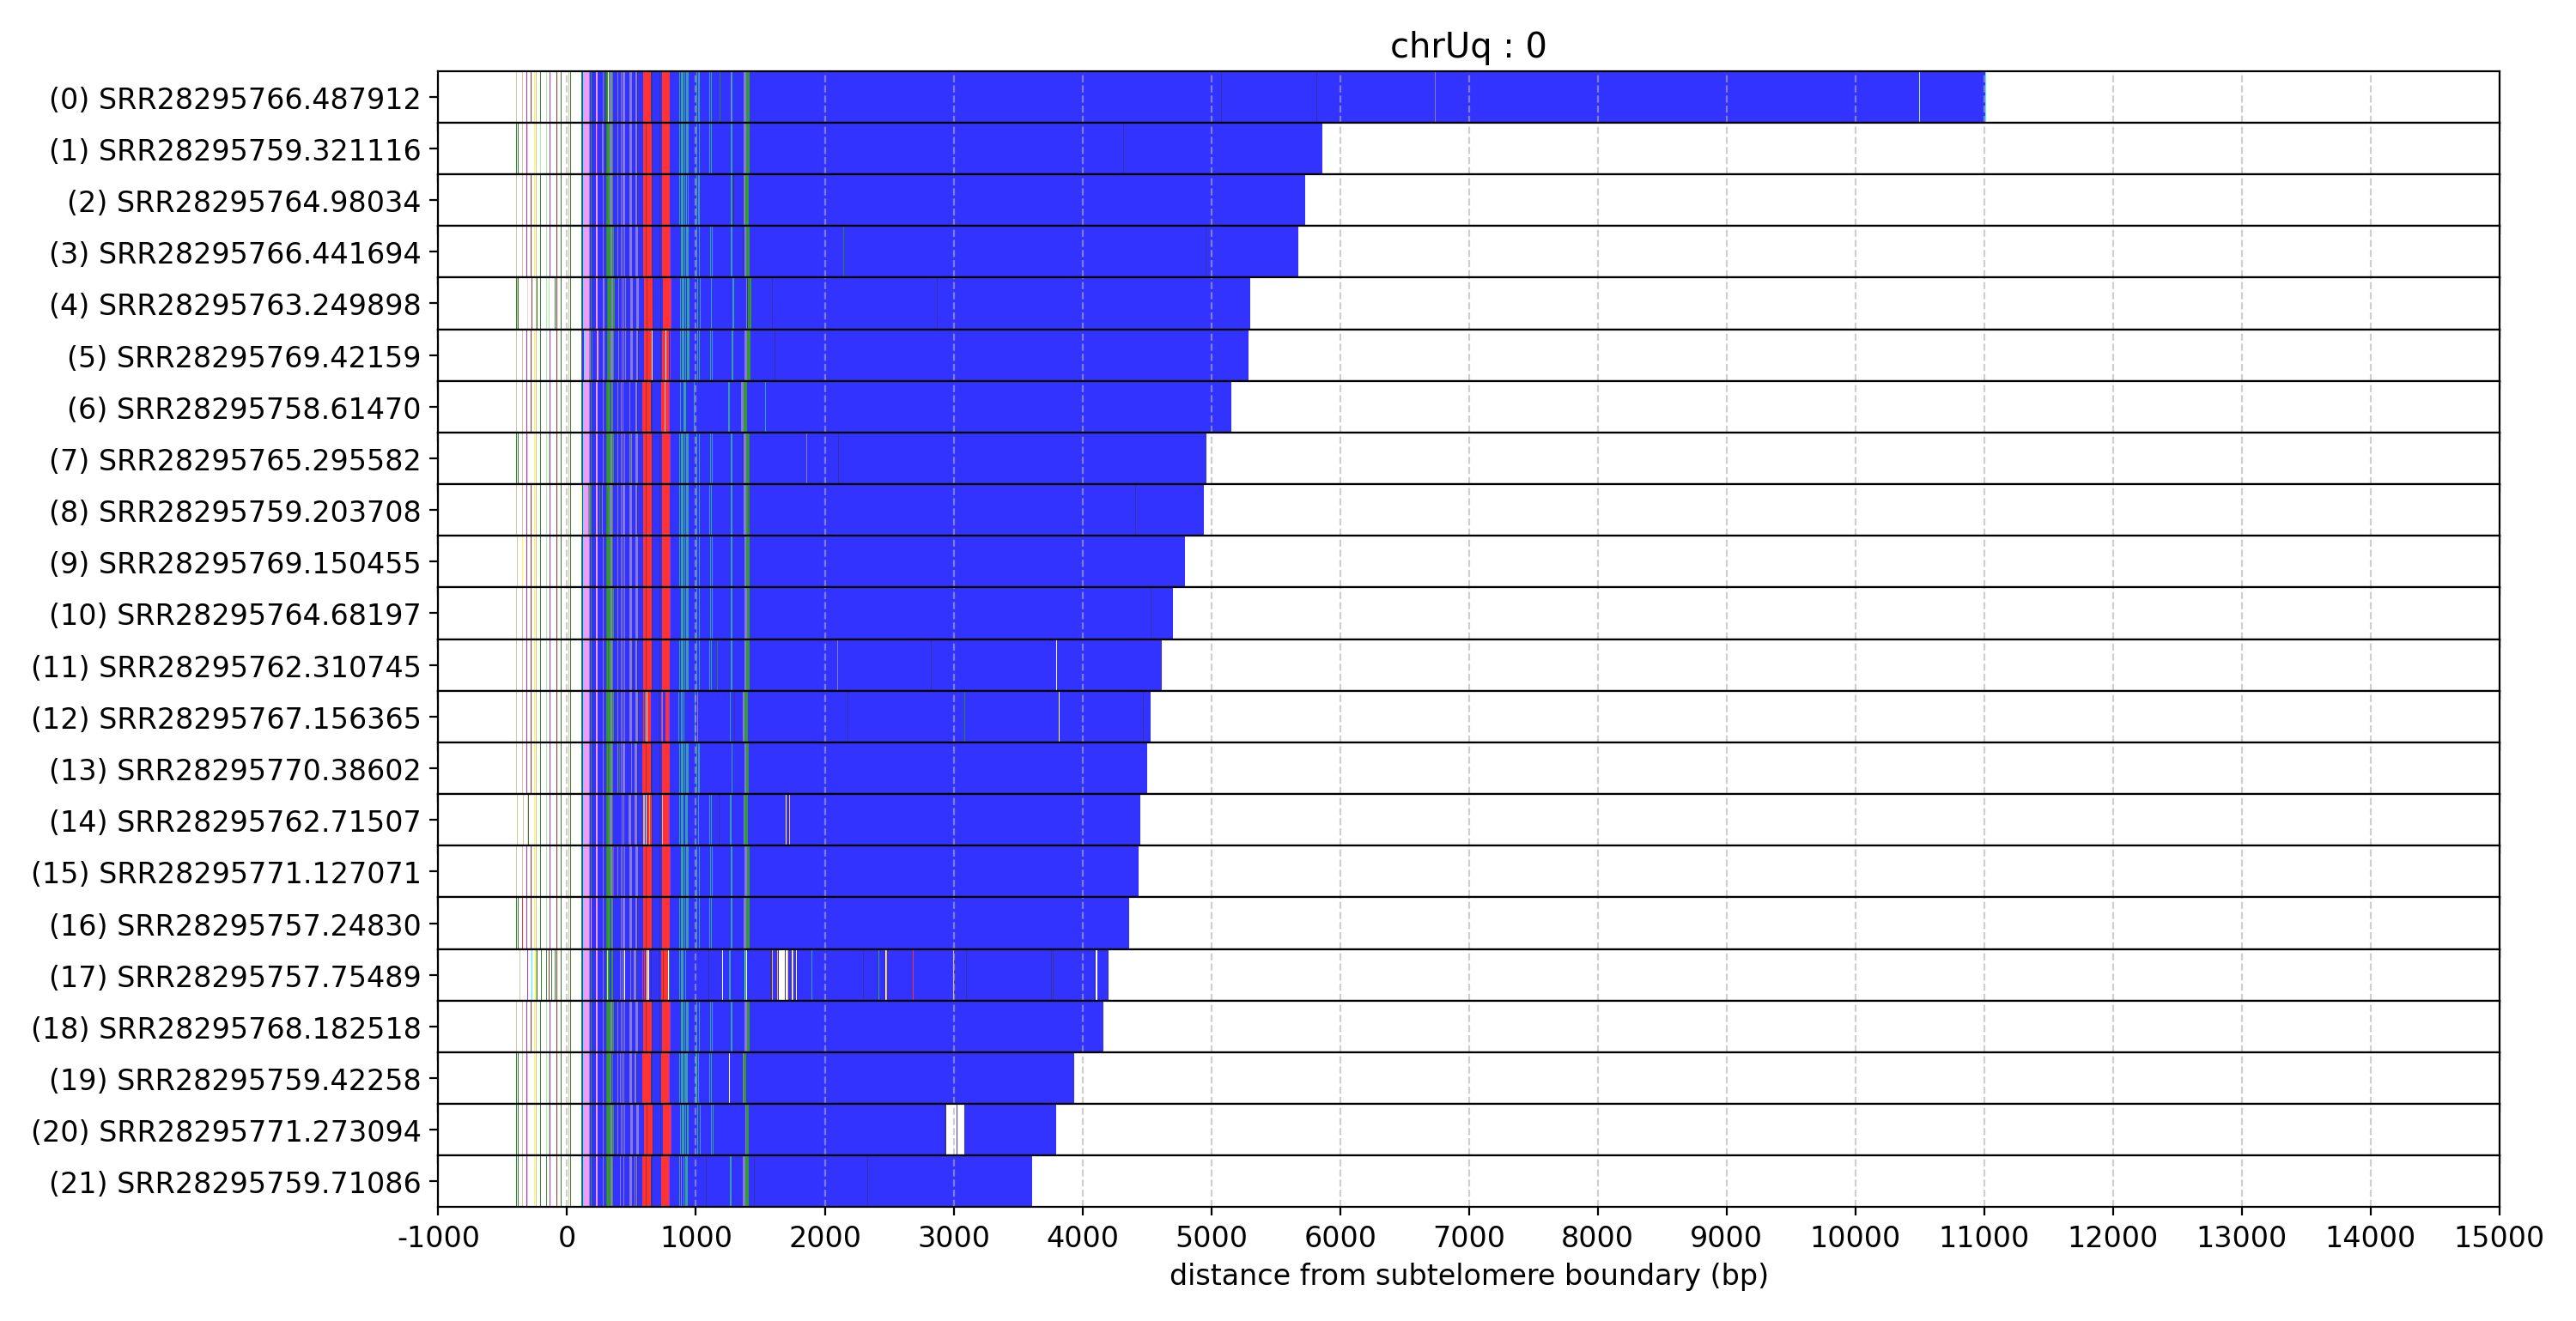 chrUq : 0
(0) SRR28295766.487912
(1) SRR28295759.321116
(2) SRR28295764.98034
(3) SRR28295766.441694
(4) SRR28295763.249898
(5) SRR28295769.42159
(6) SRR28295758.61470
(7) SRR28295765.295582
(8) SRR28295759.203708
(9) SRR28295769.150455
(10) SRR28295764.68197
(11) SRR28295762.310745
(12) SRR28295767.156365
(13) SRR28295770.38602
(14) SRR28295762.71507
(15) SRR28295771.127071
(16) SRR28295757.24830
(17) SRR28295757.75489
(18) SRR28295768.182518
(19) SRR28295759.42258
(20) SRR28295771.273094
(21) SRR28295759.71086
-1000 0 1000 2000 3000 4000 5000 6000 7000 8000 9000 10000 11000 12000 13000 14000 15000
distance from subtelomere boundary (bp)